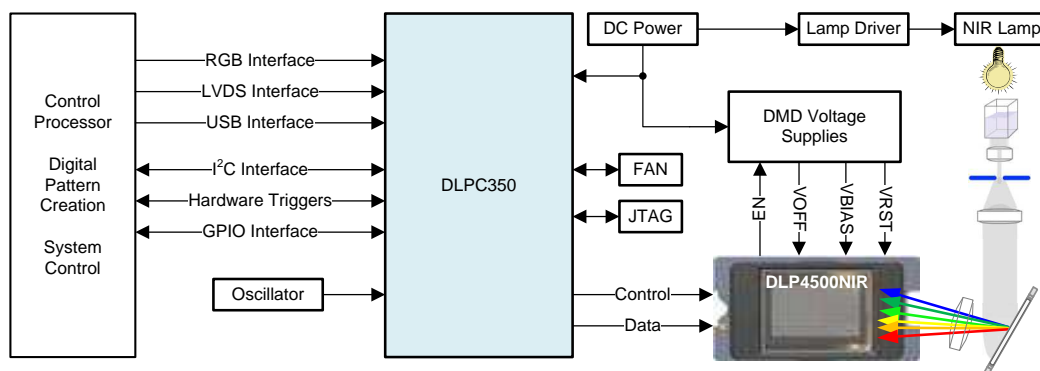 DC Power
Lamp Driver
NIR Lamp
RGB Interface
LVDS Interface
USB Interface
I²C Interface
Hardware Triggers
GPIO Interface
Control
Processor
Digital
Pattern
Creation
System
Control
DLPC350
DMD Voltage
Supplies
FAN
JTAG
EN
VOFF
VBIAS
VRST
Oscillator
Control
Data
DLP4500NIR